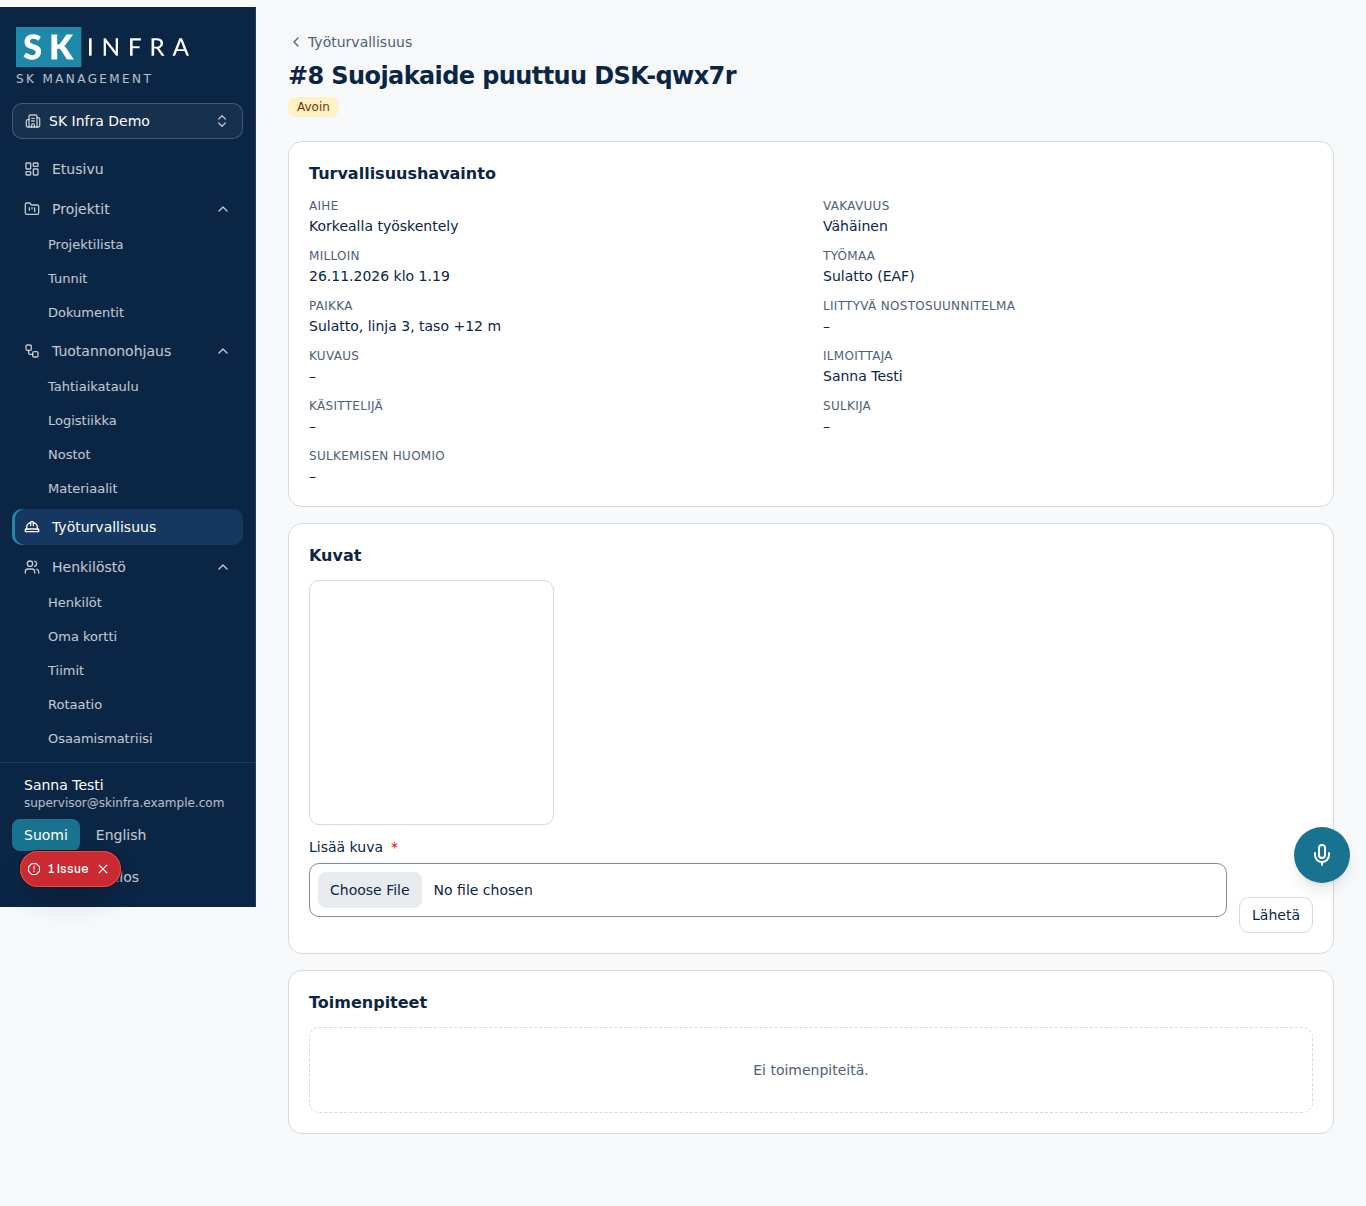 SK INFRA
SK MANAGEMENT
SK Infra Demo
Etusivu
Projektit
Projektilista
Tunnit
Dokumentit
Tuotannonohjaus
Tahtiaikataulu
Logistiikka
Nostot
Materiaalit
Työturvallisuus
Henkilöstö
Henkilöt
Oma kortti
Tiimit
Rotaatio
Osaamismatriisi
Sanna Testi
supervisor@skinfra.example.com
Suomi English
1 Issue
Työturvallisuus
#8 Suojakaide puuttuu DSK-qwx7r
Avoin
Turvallisuushavainto
AIHE
Korkealla työskentely
VAKAVUUS
Vähäinen
MILLOIN
26.11.2026 klo 1.19
TYÖMAA
Sulatto (EAF)
PAIKKA
Sulatto, linja 3, taso +12 m
LIITTYVÄ NOSTOSUUNNITELMA
–
KUVAUS
–
ILMOITTAJA
Sanna Testi
KÄSITTELIJÄ
–
SULKIJA
–
SULKEMISEN HUOMIO
–
Kuvat
Lisää kuva *
Choose File No file chosen
Lähetä
Toimenpiteet
Ei toimenpiteitä.